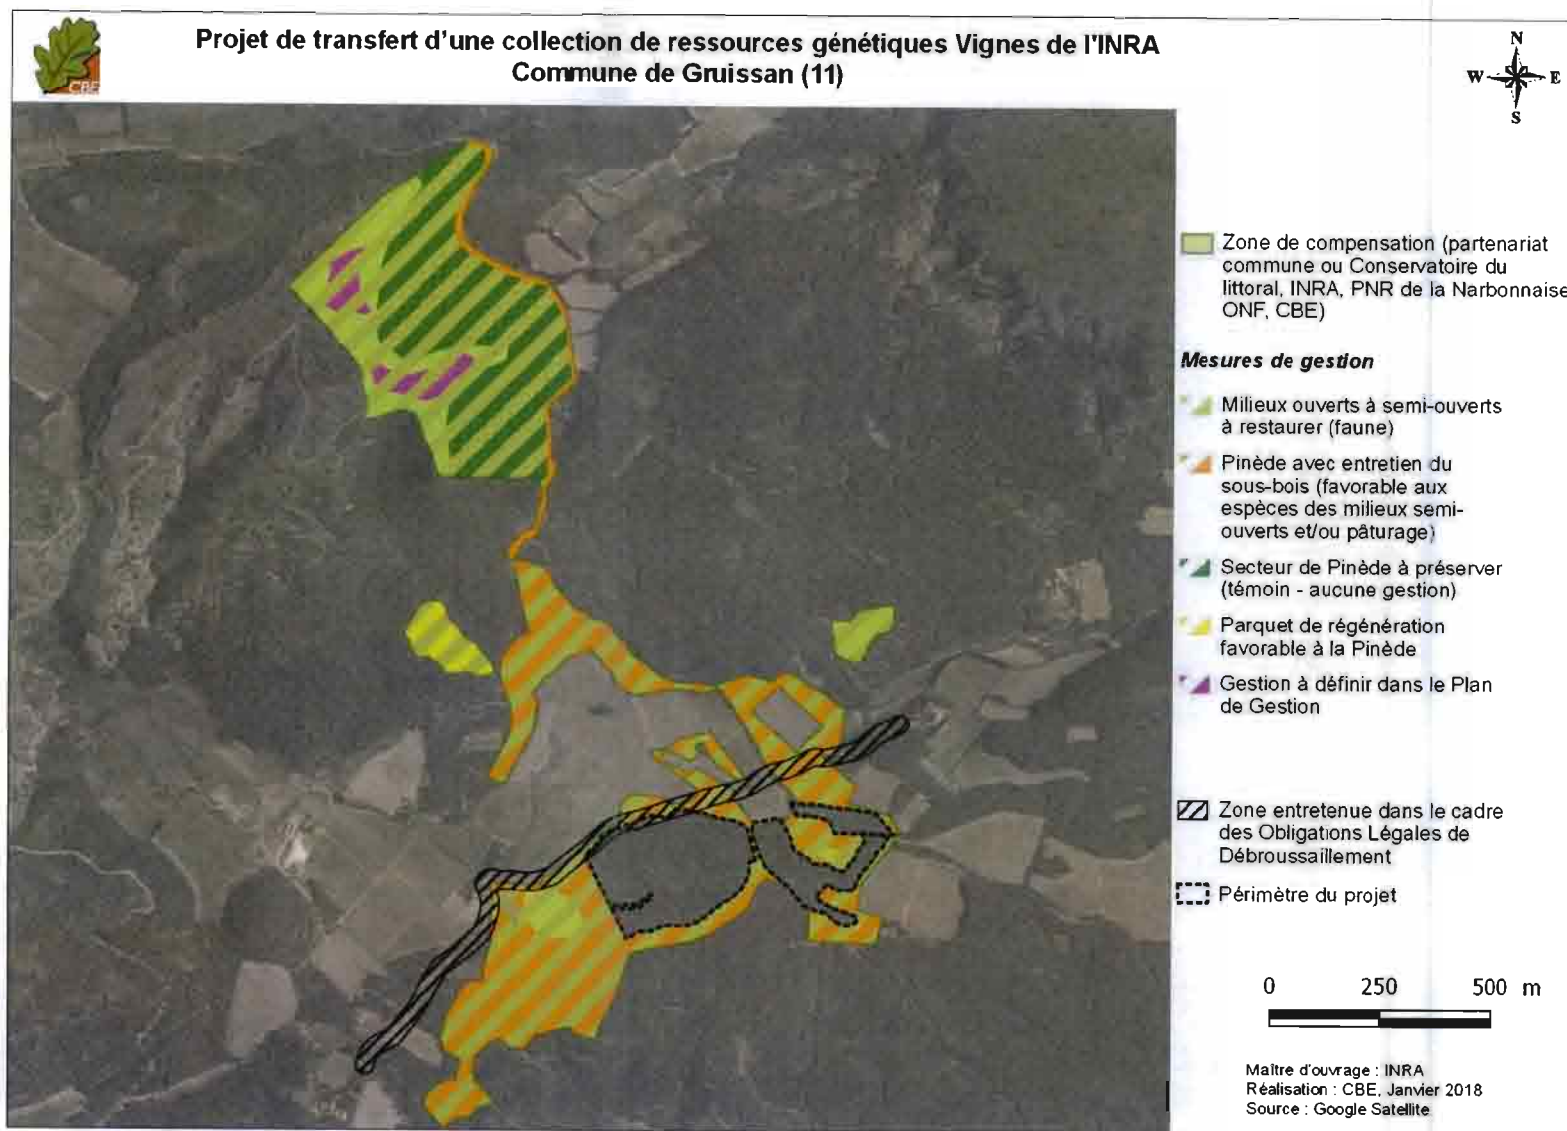 Projet de transfert d'une collection de ressources génétiques Vignes de l'INRA
Commune de Gruissan (11)
CBE
N
W
E
S
Zone de compensation (partenariat
commune ou Conservatoire du
littoral, INRA, PNR de la Narbonnaise
ONF, CBE)
Mesures de gestion
Milieux ouverts à semi-ouverts
à restaurer (faune)
Pinède avec entretien du
sous-bois (favorable aux
espèces des milieux semi-
ouverts et/ou pâturage)
Secteur de Pinède à préserver
(témoin - aucune gestion)
Parquet de régénération
favorable à la Pinède
Gestion à définir dans le Plan
de Gestion
Zone entretenue dans le cadre
des Obligations Légales de
Débroussaillement
Périmètre du projet
0 250 500 m
Maître d'ouvrage : INRA
Réalisation : CBE, Janvier 2018
Source : Google Satellite